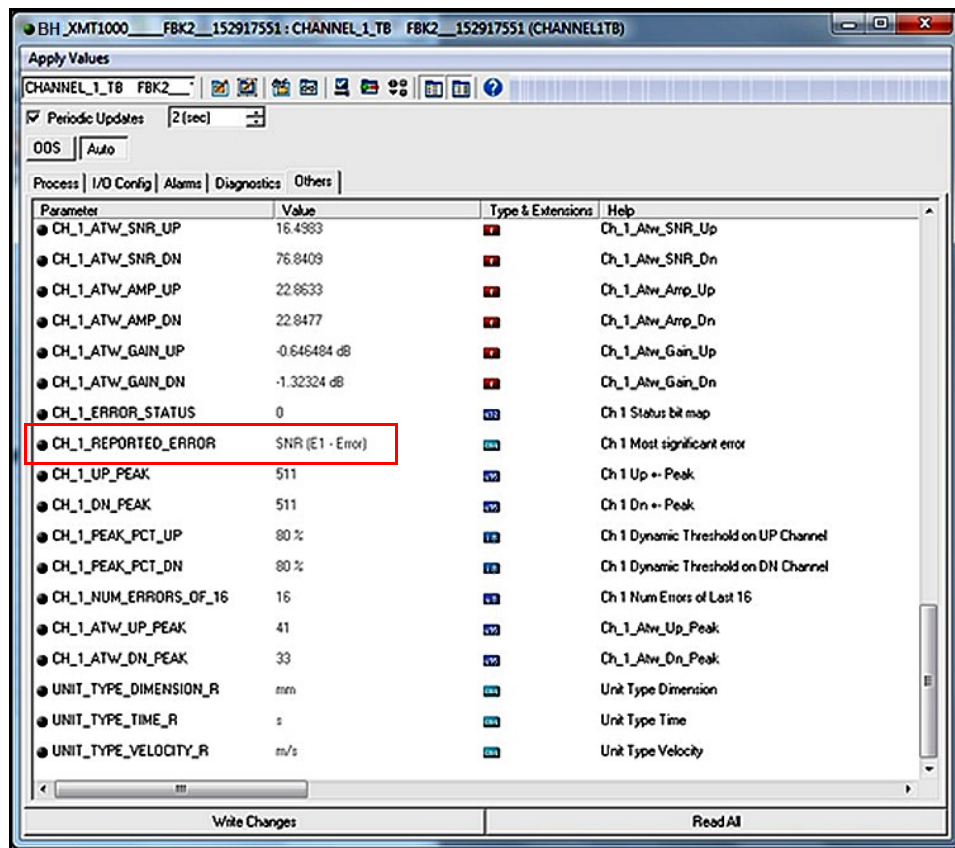 BH_XMT1000_____FBK2__152917551 : CHANNEL_1_TB FBK2__152917551 (CHANNEL1TB)
Apply Values
CHANNEL_1_TB FBK2__
Periodic Updates 2 (sec)
OOS Auto
Process I/O Config Alarms Diagnostics Others
Parameter Value Type & Extensions Help
CH_1_ATW_SNR_UP 16.4983 Ch_1_Atw_SNR_Up
CH_1_ATW_SNR_DN 76.8409 Ch_1_Atw_SNR_Dn
CH_1_ATW_AMP_UP 22.8633 Ch_1_Atw_Amp_Up
CH_1_ATW_AMP_DN 22.8477 Ch_1_Atw_Amp_Dn
CH_1_ATW_GAIN_UP -0.646484 dB Ch_1_Atw_Gain_Up
CH_1_ATW_GAIN_DN -1.32324 dB Ch_1_Atw_Gain_Dn
CH_1_ERROR_STATUS 0 Ch 1 Status bit map
CH_1_REPORTED_ERROR SNR (E1 - Error) Ch 1 Most significant error
CH_1_UP_PEAK 511 Ch 1 Up +- Peak
CH_1_DN_PEAK 511 Ch 1 Dn +- Peak
CH_1_PEAK_PCT_UP 80 % Ch 1 Dynamic Threshold on UP Channel
CH_1_PEAK_PCT_DN 80 % Ch 1 Dynamic Threshold on DN Channel
CH_1_NUM_ERRORS_OF_16 16 Ch 1 Num Errors of Last 16
CH_1_ATW_UP_PEAK 41 Ch_1_Atw_Up_Peak
CH_1_ATW_DN_PEAK 33 Ch_1_Atw_Dn_Peak
UNIT_TYPE_DIMENSION_R mm Unit Type Dimension
UNIT_TYPE_TIME_R s Unit Type Time
UNIT_TYPE_VELOCITY_R m/s Unit Type Velocity
Write Changes Read All